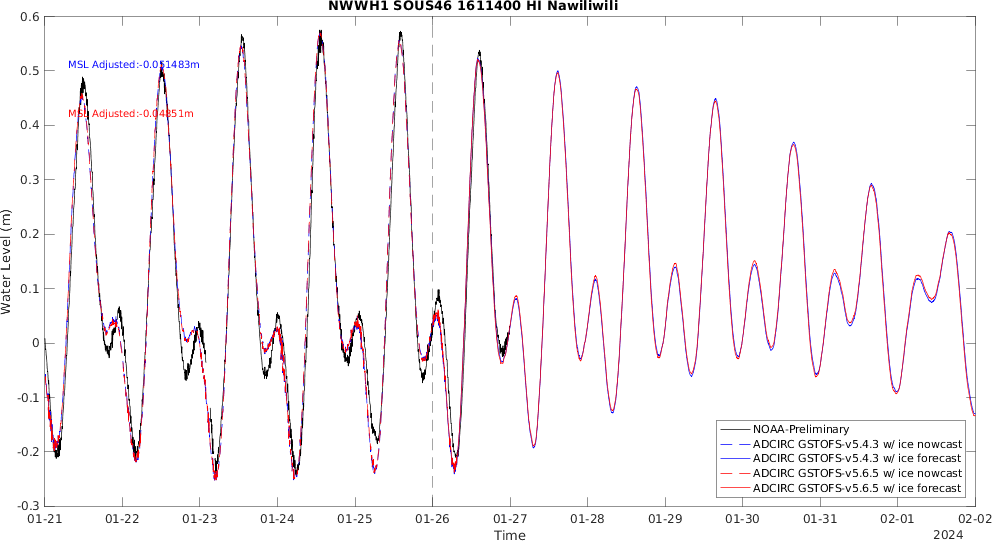 NWWH1 SOUS46 1611400 HI Nawiliwili
0.6
0.5
0.4
0.3
0.2
0.1
0
-0.1
-0.2
-0.3
Water Level (m)
MSL Adjusted:-0.051483m
MSL Adjusted:-0.04851m
NOAA-Preliminary
ADCIRC GSTOFS-v5.4.3 w/ ice nowcast
ADCIRC GSTOFS-v5.4.3 w/ ice forecast
ADCIRC GSTOFS-v5.6.5 w/ ice nowcast
ADCIRC GSTOFS-v5.6.5 w/ ice forecast
01-21 01-22 01-23 01-24 01-25 01-26 01-27 01-28 01-29 01-30 01-31 02-01 02-02
Time
2024